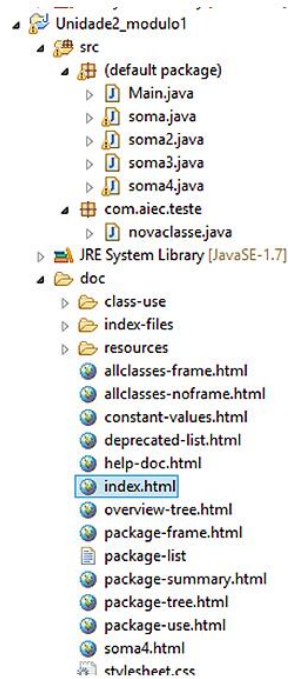 Unidade2_modulo1
src
(default package)
Main.java
soma.java
soma2.java
soma3.java
soma4.java
com.aiec.teste
novaclasse.java
JRE System Library [JavaSE-1.7]
doc
class-use
index-files
resources
allclasses-frame.html
allclasses-noframe.html
constant-values.html
deprecated-list.html
help-doc.html
index.html
overview-tree.html
package-frame.html
package-list
package-summary.html
package-tree.html
package-use.html
soma4.html
stylesheet.css